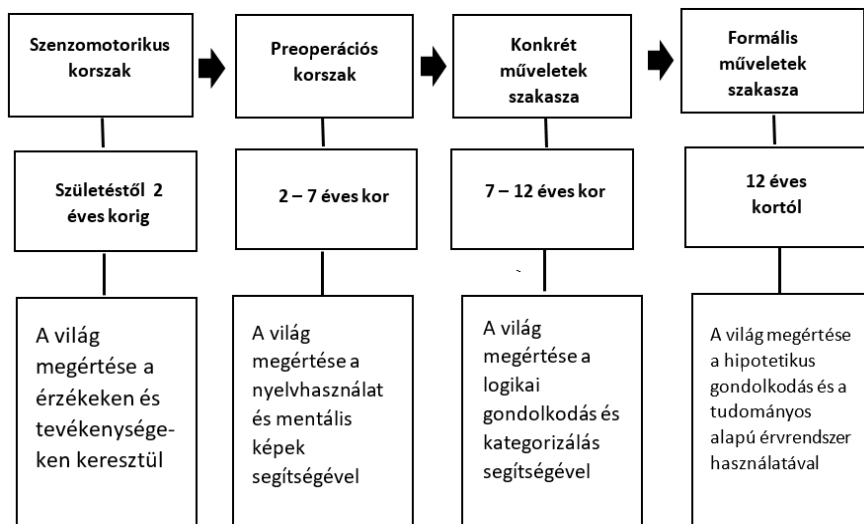 Szenzomotorikus
korszak
Preoperációs
korszak
Konkrét
műveletek
szakasza
Formális
műveletek
szakasza
Születéstől 2
éves korig
2 – 7 éves kor
7 – 12 éves kor
12 éves
kortól
~
A világ
megértése a
érzékeken és
tevékenysége-
ken keresztül
A világ
megértése a
nyelvhasználat
és mentális
képek
segítségével
A világ
megértése a
logikai
gondolkodás és
kategorizálás
segítségével
A világ megértése
a hipotetikus
gondolkodás és a
tudományos
alapú érvrendszer
használatával